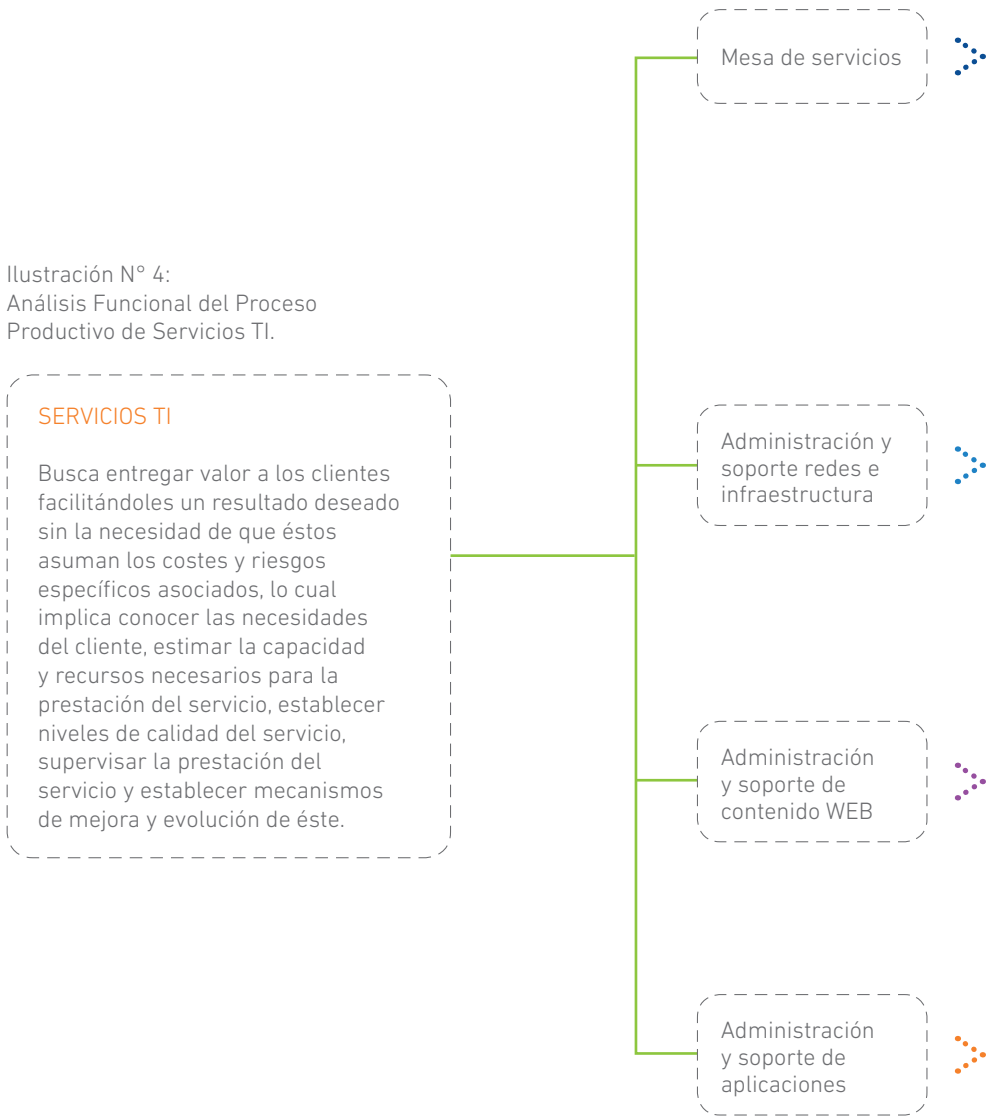 Ilustración N° 4:
Análisis Funcional del Proceso
Productivo de Servicios TI.
SERVICIOS TI
Busca entregar valor a los clientes
facilitándoles un resultado deseado
sin la necesidad de que éstos
asuman los costes y riesgos
específicos asociados, lo cual
implica conocer las necesidades
del cliente, estimar la capacidad
y recursos necesarios para la
prestación del servicio, establecer
niveles de calidad del servicio,
supervisar la prestación del
servicio y establecer mecanismos
de mejora y evolución de éste.
Mesa de servicios
Administración y
soporte redes e
infraestructura
Administración
y soporte de
contenido WEB
Administración
y soporte de
aplicaciones